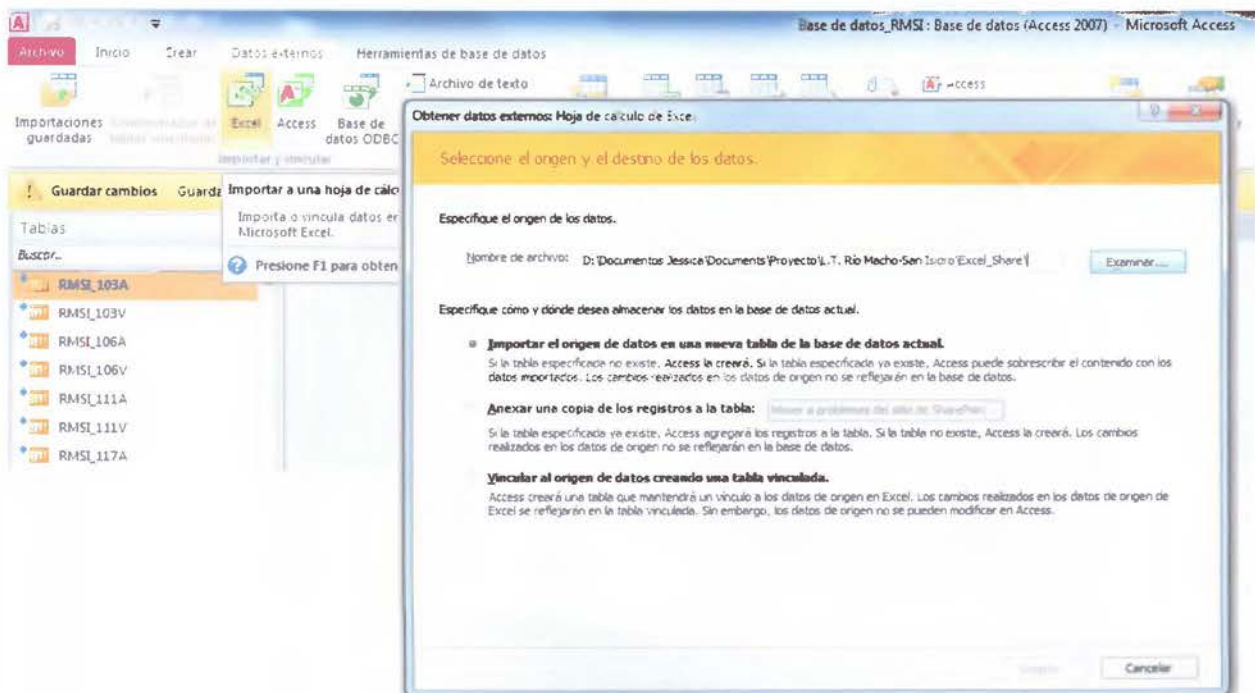 Base de datos_RMSI : Base de datos (Access 2007) - Microsoft Access
Archivo Inicio Crear Datos externos Herramientas de base de datos
Importaciones guardadas
Excel
Access
Base de datos ODBC
Archivo de texto
Access
Importar y vincular
! Guardar cambios Guarda
Importar a una hoja de cálc
Importa o vincula datos en
Microsoft Excel.
Presione F1 para obten
Tablas
Buscar...
RMSI_103A
RMSI_103V
RMSI_106A
RMSI_106V
RMSI_111A
RMSI_111V
RMSI_117A
Obtener datos externos: Hoja de cálculo de Excel
Seleccione el origen y el destino de los datos.
Especifique el origen de los datos.
Nombre de archivo: D:\Documentos Jessica\Documents\Proyecto\L.T. Río Macho-San Isidro\Excel_Share\
Examinar...
Especifique cómo y dónde desea almacenar los datos en la base de datos actual.
Importar el origen de datos en una nueva tabla de la base de datos actual.
Si la tabla especificada no existe, Access la creará. Si la tabla especificada ya existe, Access puede sobrescribir el contenido con los
datos importados. Los cambios realizados en los datos de origen no se reflejarán en la base de datos.
Anexar una copia de los registros a la tabla:
Si la tabla especificada ya existe, Access agregará los registros a la tabla. Si la tabla no existe, Access la creará. Los cambios
realizados en los datos de origen no se reflejarán en la base de datos.
Vincular al origen de datos creando una tabla vinculada.
Access creará una tabla que mantendrá un vínculo a los datos de origen en Excel. Los cambios realizados en los datos de origen de
Excel se reflejarán en la tabla vinculada. Sin embargo, los datos de origen no se pueden modificar en Access.
Cancelar